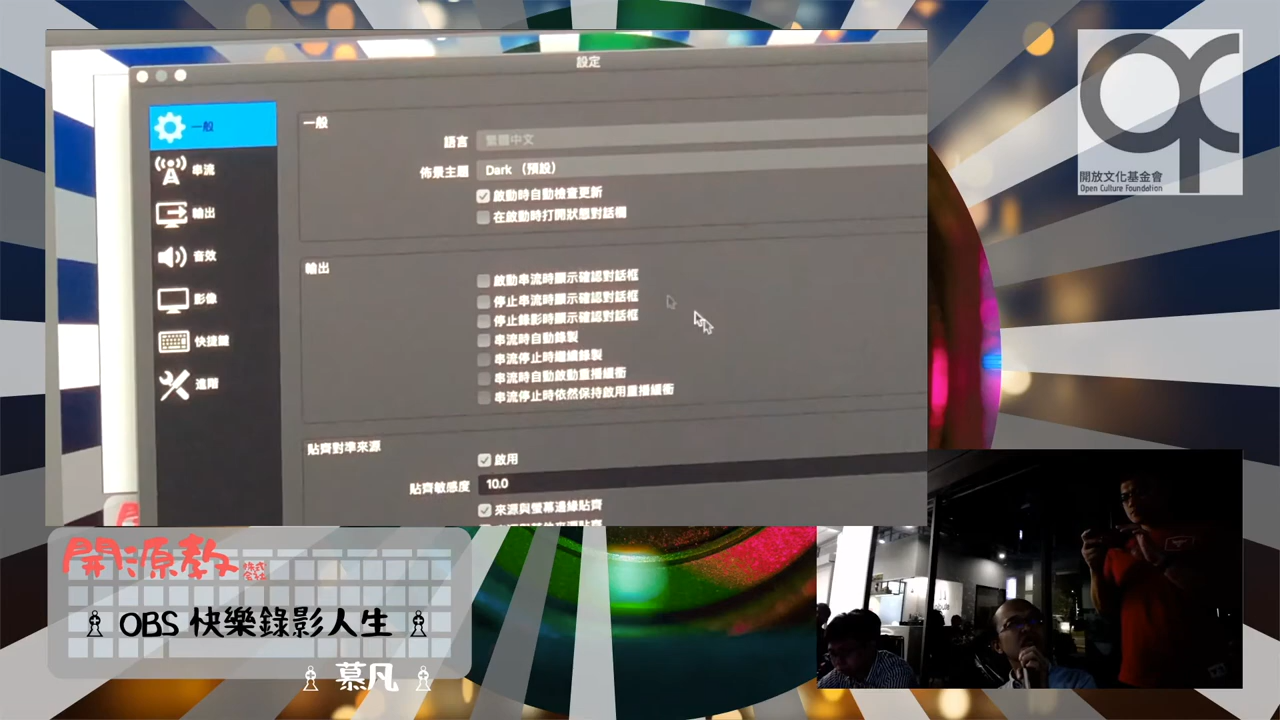 設定
一般
串流
輸出
音效
影像
快捷鍵
進階
一般
語言 繁體中文
佈景主題 Dark （預設）
啟動時自動檢查更新
在啟動時打開狀態對話欄
輸出
啟動串流時顯示確認對話框
停止串流時顯示確認對話框
停止錄影時顯示確認對話框
串流時自動錄製
串流停止時繼續錄製
串流時自動啟動重播緩衝
串流停止時依然保持啟用重播緩衝
貼齊對準來源
啟用
貼齊敏感度 10.0
來源與螢幕邊緣貼齊
開放文化基金會
Open Culture Foundation
開源教 株式会社
OBS 快樂錄影人生
慕凡